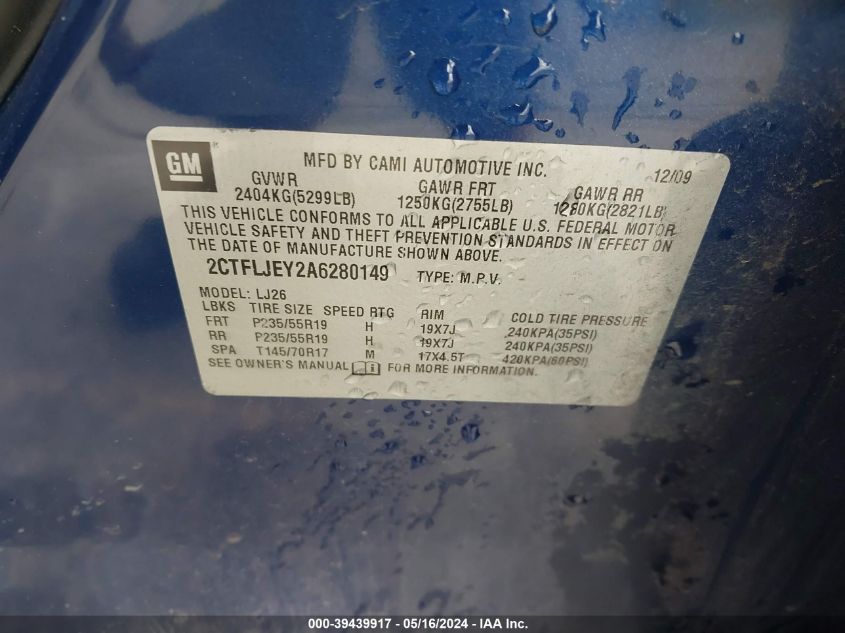 GM
MFD BY CAMI AUTOMOTIVE INC. 12/09
GVWR GAWR FRT GAWR RR
2404KG(5299LB) 1250KG(2755LB) 1280KG(2821LB)
THIS VEHICLE CONFORMS TO ALL APPLICABLE U.S. FEDERAL MOTOR
VEHICLE SAFETY AND THEFT PREVENTION STANDARDS IN EFFECT ON
THE DATE OF MANUFACTURE SHOWN ABOVE.
2CTFLJEY2A6280149 TYPE: M.P.V.
MODEL: LJ26
LBKS TIRE SIZE SPEED RTG RIM COLD TIRE PRESSURE
FRT P235/55R19 H 19X7J 240KPA(35PSI)
RR P235/55R19 H 19X7J 240KPA(35PSI)
SPA T145/70R17 M 17X4.5T 420KPA(60PSI)
SEE OWNER'S MANUAL i FOR MORE INFORMATION.
000-39439917 - 05/16/2024 - IAA Inc.